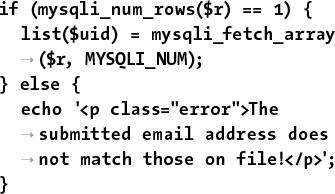 if (mysqli_num_rows($r) == 1) {
list($uid) = mysqli_fetch_array
→ ($r, MYSQLI_NUM);
} else {
echo '<p class="error">The
→ submitted email address does
→ not match those on file!</p>';
}